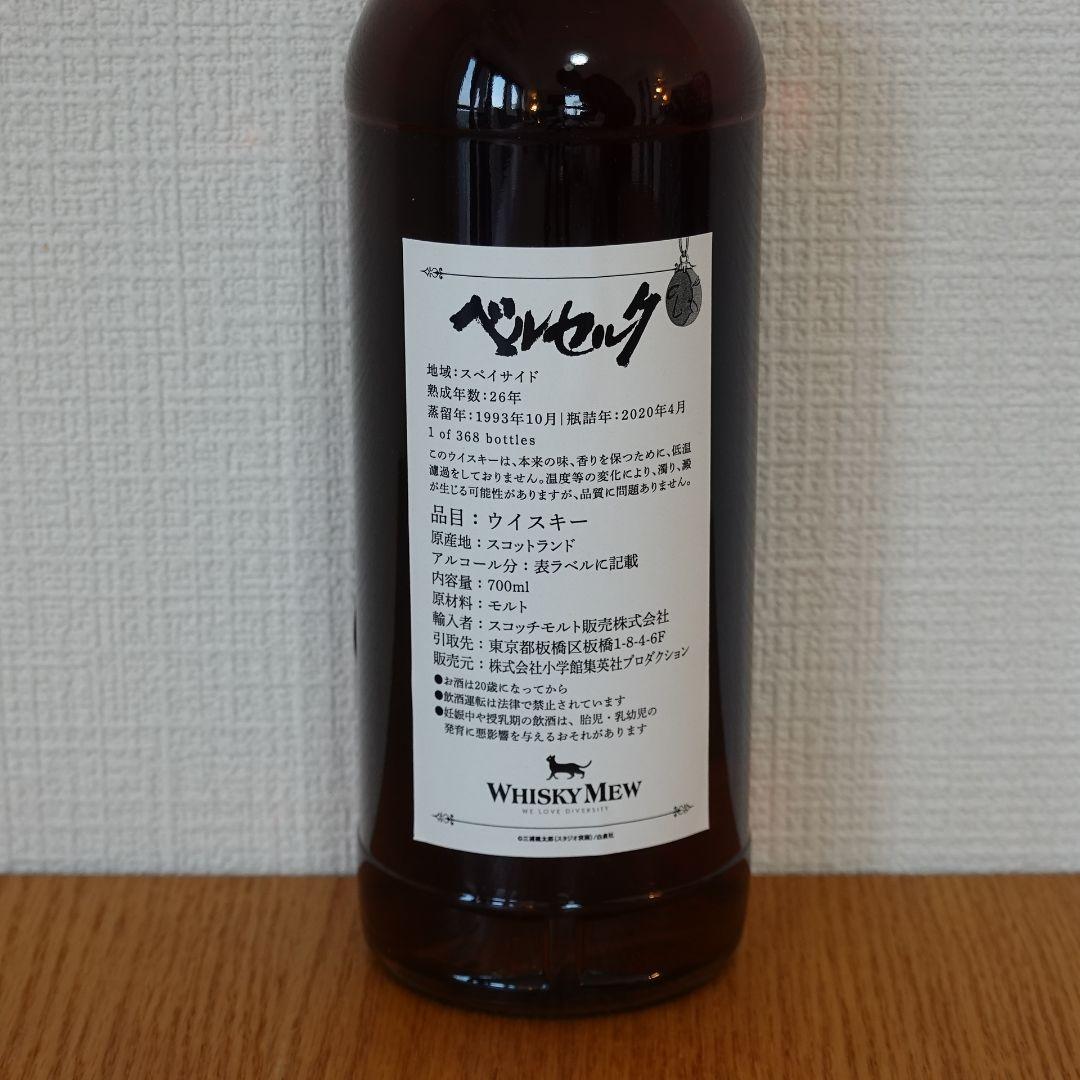 ベルセルク
地域：スペイサイド
熟成年数：26年
蒸留年：1993年10月|瓶詰年：2020年4月
1 of 368 bottles
このウイスキーは、本来の味、香りを保つために、低温
濾過をしておりません。温度等の変化により、濁り、澱
が生じる可能性がありますが、品質に問題ありません。
品目：ウイスキー
原産地：スコットランド
アルコール分：表ラベルに記載
内容量：700ml
原材料：モルト
輸入者：スコッチモルト販売株式会社
引取先：東京都板橋区板橋1-8-4-6F
販売元：株式会社小学館集英社プロダクション
●お酒は20歳になってから
●飲酒運転は法律で禁止されています
●妊娠中や授乳期の飲酒は、胎児・乳幼児の
発育に悪影響を与えるおそれがあります
WHISKY MEW
WE LOVE DIVERSITY
©三浦建太郎(スタジオ我画)/白泉社